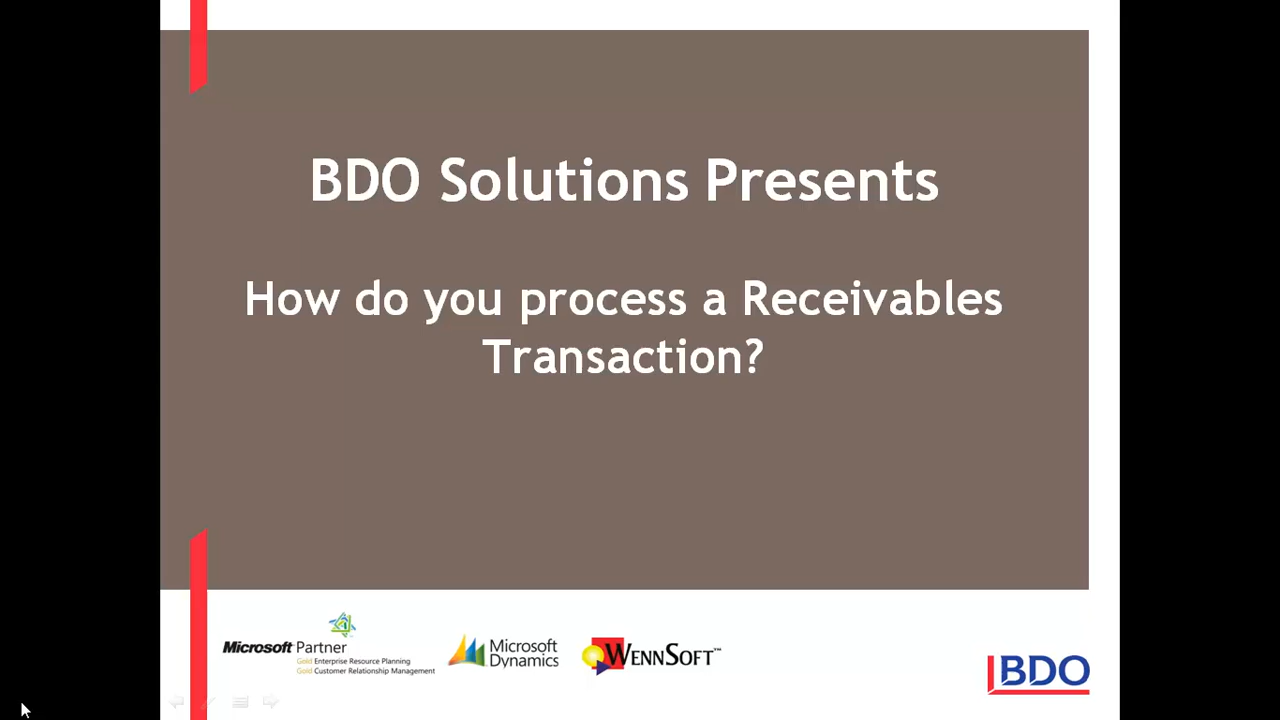 BDO Solutions Presents
How do you process a Receivables
Transaction?
Microsoft Partner
Gold Enterprise Resource Planning
Gold Customer Relationship Management
Microsoft
Dynamics
WENNSOFT™
BDO